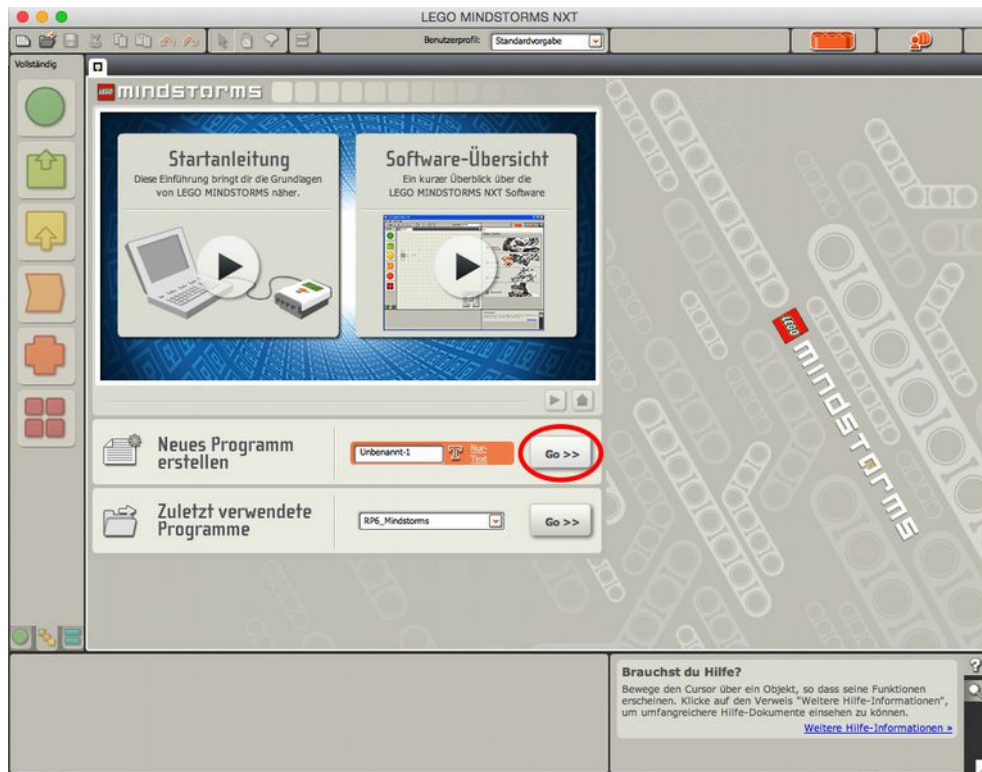 LEGO MINDSTORMS NXT
Benutzerprofil: Standardvorgabe
Vollständig
mindstorms
Startanleitung
Diese Einführung bringt dir die Grundlagen
von LEGO MINDSTORMS näher.
Software-Übersicht
Ein kurzer Überblick über die
LEGO MINDSTORMS NXT Software
Neues Programm
erstellen
Unbenannt-1
Nur-
Text
Go >>
Zuletzt verwendete
Programme
RP6_Mindstorms
Go >>
LEGO
mindstorms
Brauchst du Hilfe?
Bewege den Cursor über ein Objekt, so dass seine Funktionen
erscheinen. Klicke auf den Verweis "Weitere Hilfe-Informationen",
um umfangreichere Hilfe-Dokumente einsehen zu können.
Weitere Hilfe-Informationen »